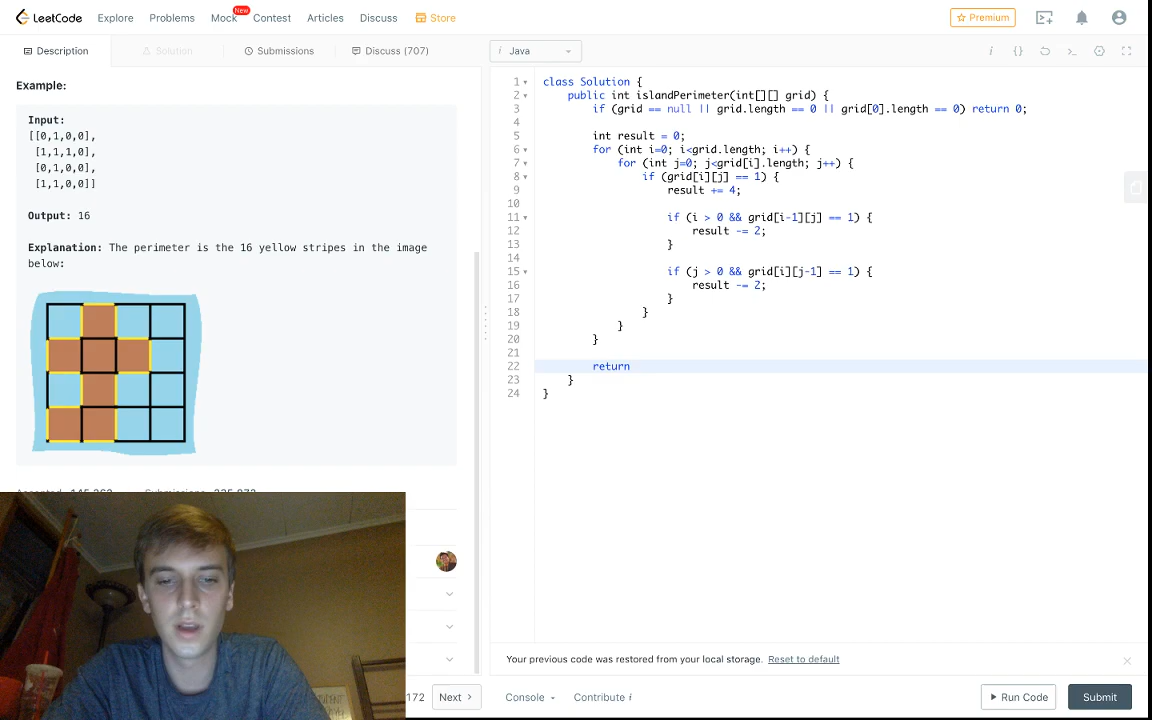 LeetCode Explore Problems Mock New Contest Articles Discuss Store Premium
Description Solution Submissions Discuss (707)
Example:
Input:
[[0,1,0,0],
[1,1,1,0],
[0,1,0,0],
[1,1,0,0]]
Output: 16
Explanation: The perimeter is the 16 yellow stripes in the image
below:
172 Next >
i Java
i {} >_
1 class Solution {
2 public int islandPerimeter(int[][] grid) {
3 if (grid == null || grid.length == 0 || grid[0].length == 0) return 0;
4
5 int result = 0;
6 for (int i=0; i<grid.length; i++) {
7 for (int j=0; j<grid[i].length; j++) {
8 if (grid[i][j] == 1) {
9 result += 4;
10
11 if (i > 0 && grid[i-1][j] == 1) {
12 result -= 2;
13 }
14
15 if (j > 0 && grid[i][j-1] == 1) {
16 result -= 2;
17 }
18 }
19 }
20 }
21
22 return
23 }
24 }
Your previous code was restored from your local storage. Reset to default
Console Contribute i Run Code Submit